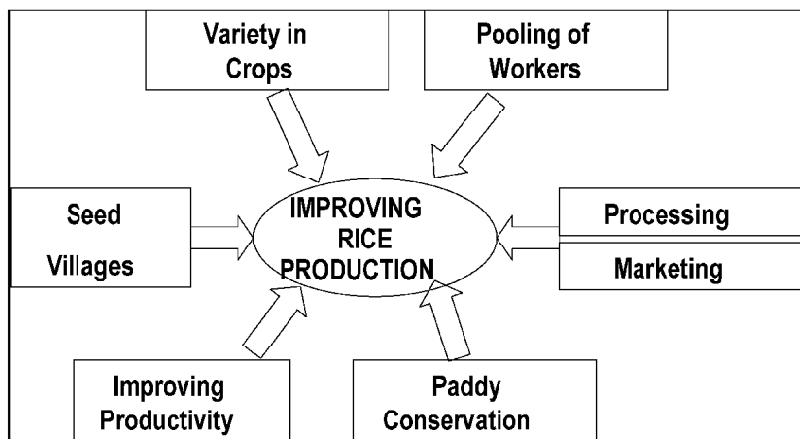 Variety in
Crops
Pooling of
Workers
Seed
Villages
IMPROVING
RICE
PRODUCTION
Processing
Marketing
Improving
Productivity
Paddy
Conservation